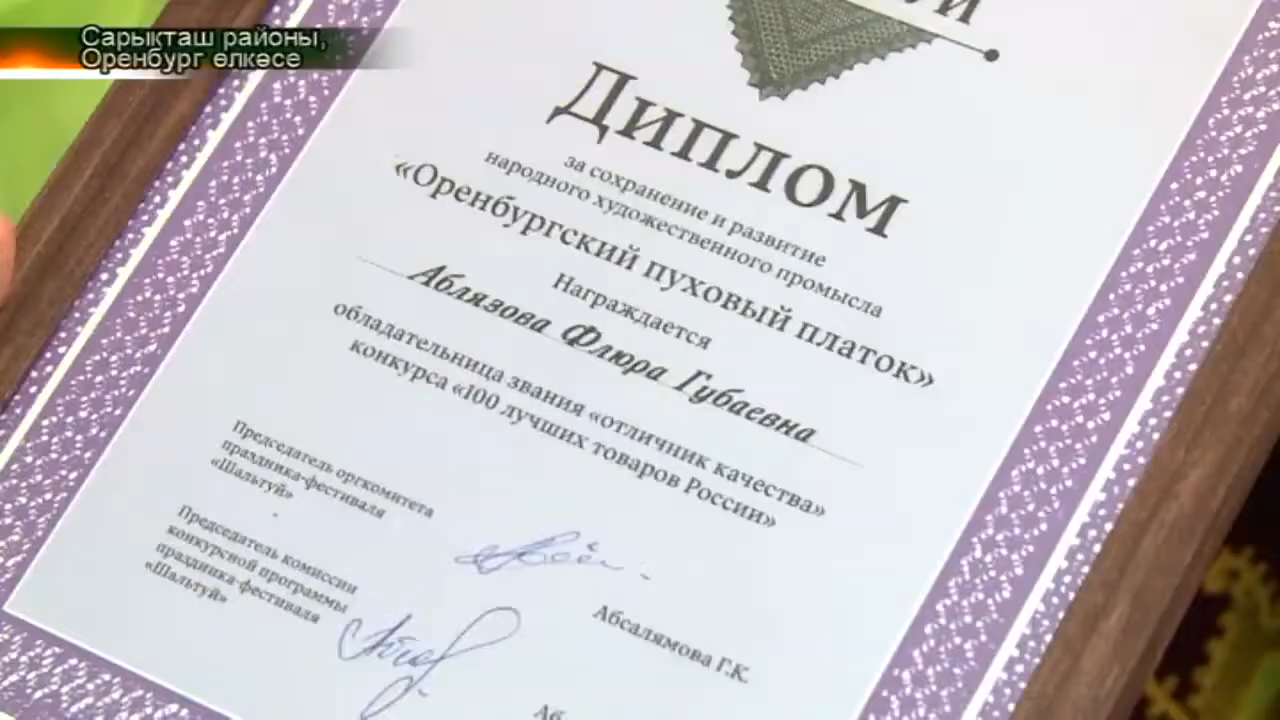 Сарыкташ районы,
Оренбург өлкәсе
Диплом
за сохранение и развитие
народного художественного промысла
«Оренбургский пуховый платок»
Награждается
Аблязова Флюра Губаевна
обладательница звания «отличник качества»
конкурса «100 лучших товаров России»
Председатель оргкомитета
праздника-фестиваля
«Шальтуй»
Председатель комиссии
конкурсной программы
праздника-фестиваля
«Шальтуй»
Абсалямова Г.К.